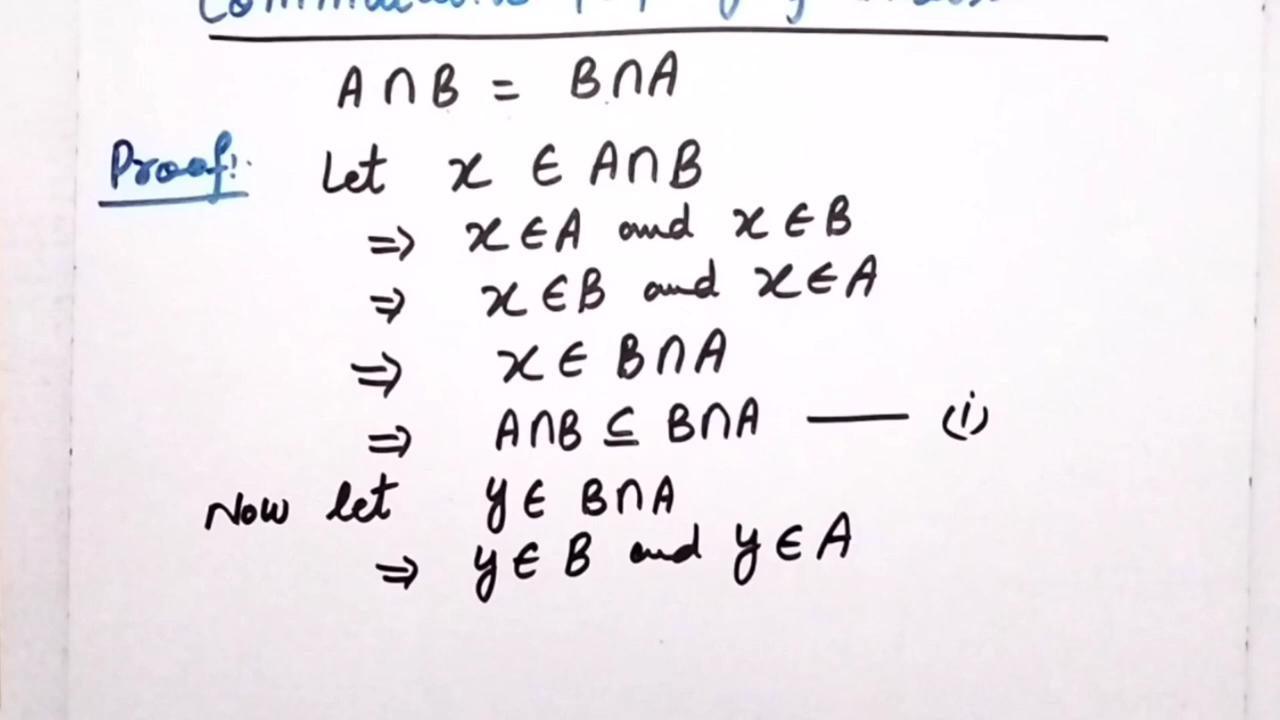 A∩B = B∩A
Proof: Let x ∈ A∩B
⇒ x∈A and x∈B
⇒ x∈B and x∈A
⇒ x∈ B∩A
⇒ A∩B ⊆ B∩A —— (i)
Now let y∈ B∩A
⇒ y∈ B and y∈A